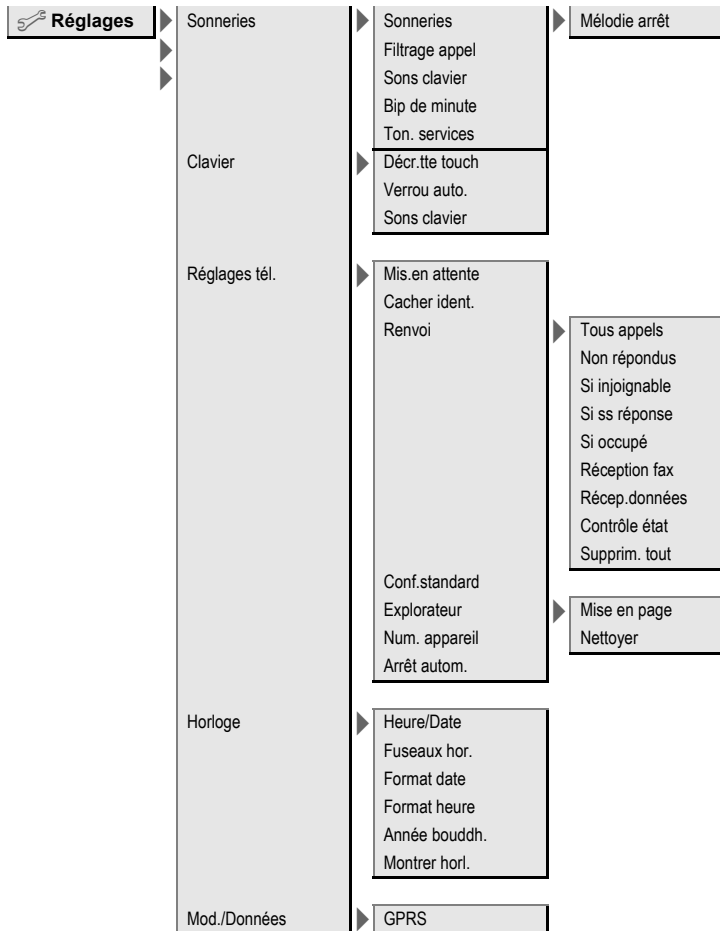 Réglages Sonneries Sonneries Mélodie arrêt
Filtrage appel
Sons clavier
Bip de minute
Ton. services
Clavier Décr.tte touch
Verrou auto.
Sons clavier
Réglages tél. Mis.en attente
Cacher ident.
Renvoi Tous appels
Non répondus
Si injoignable
Si ss réponse
Si occupé
Réception fax
Récep.données
Contrôle état
Supprim. tout
Conf.standard
Explorateur Mise en page
Num. appareil Nettoyer
Arrêt autom.
Horloge Heure/Date
Fuseaux hor.
Format date
Format heure
Année bouddh.
Montrer horl.
Mod./Données GPRS